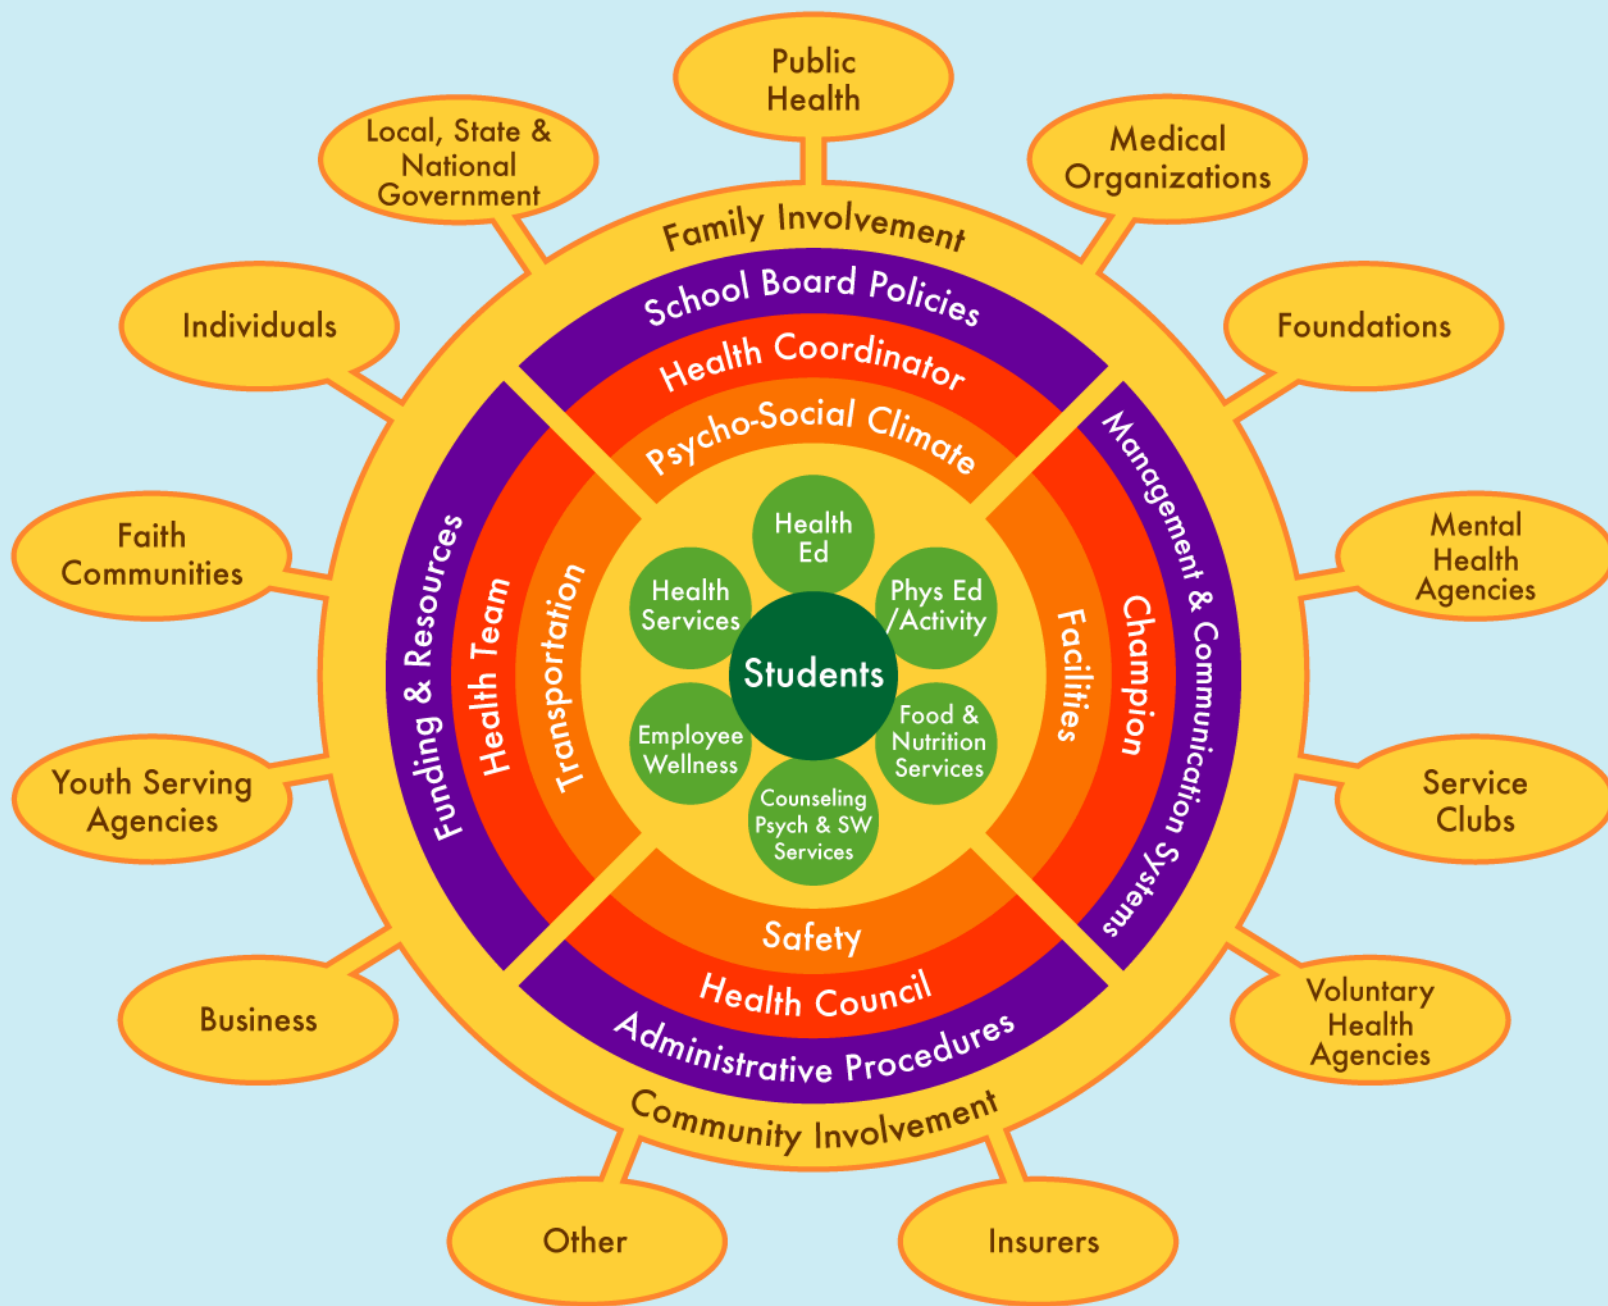 Public
Health
Local, State &
National
Government
Medical
Organizations
Individuals
Foundations
Faith
Communities
Mental
Health
Agencies
Youth Serving
Agencies
Service
Clubs
Business
Voluntary
Health
Agencies
Other
Insurers
Family Involvement
Community Involvement
School Board Policies
Management & Communication Systems
Administrative Procedures
Funding & Resources
Health Coordinator
Champion
Health Council
Health Team
Psycho-Social Climate
Facilities
Safety
Transportation
Health
Ed
Phys Ed
/Activity
Food &
Nutrition
Services
Counseling
Psych & SW
Services
Employee
Wellness
Health
Services
Students